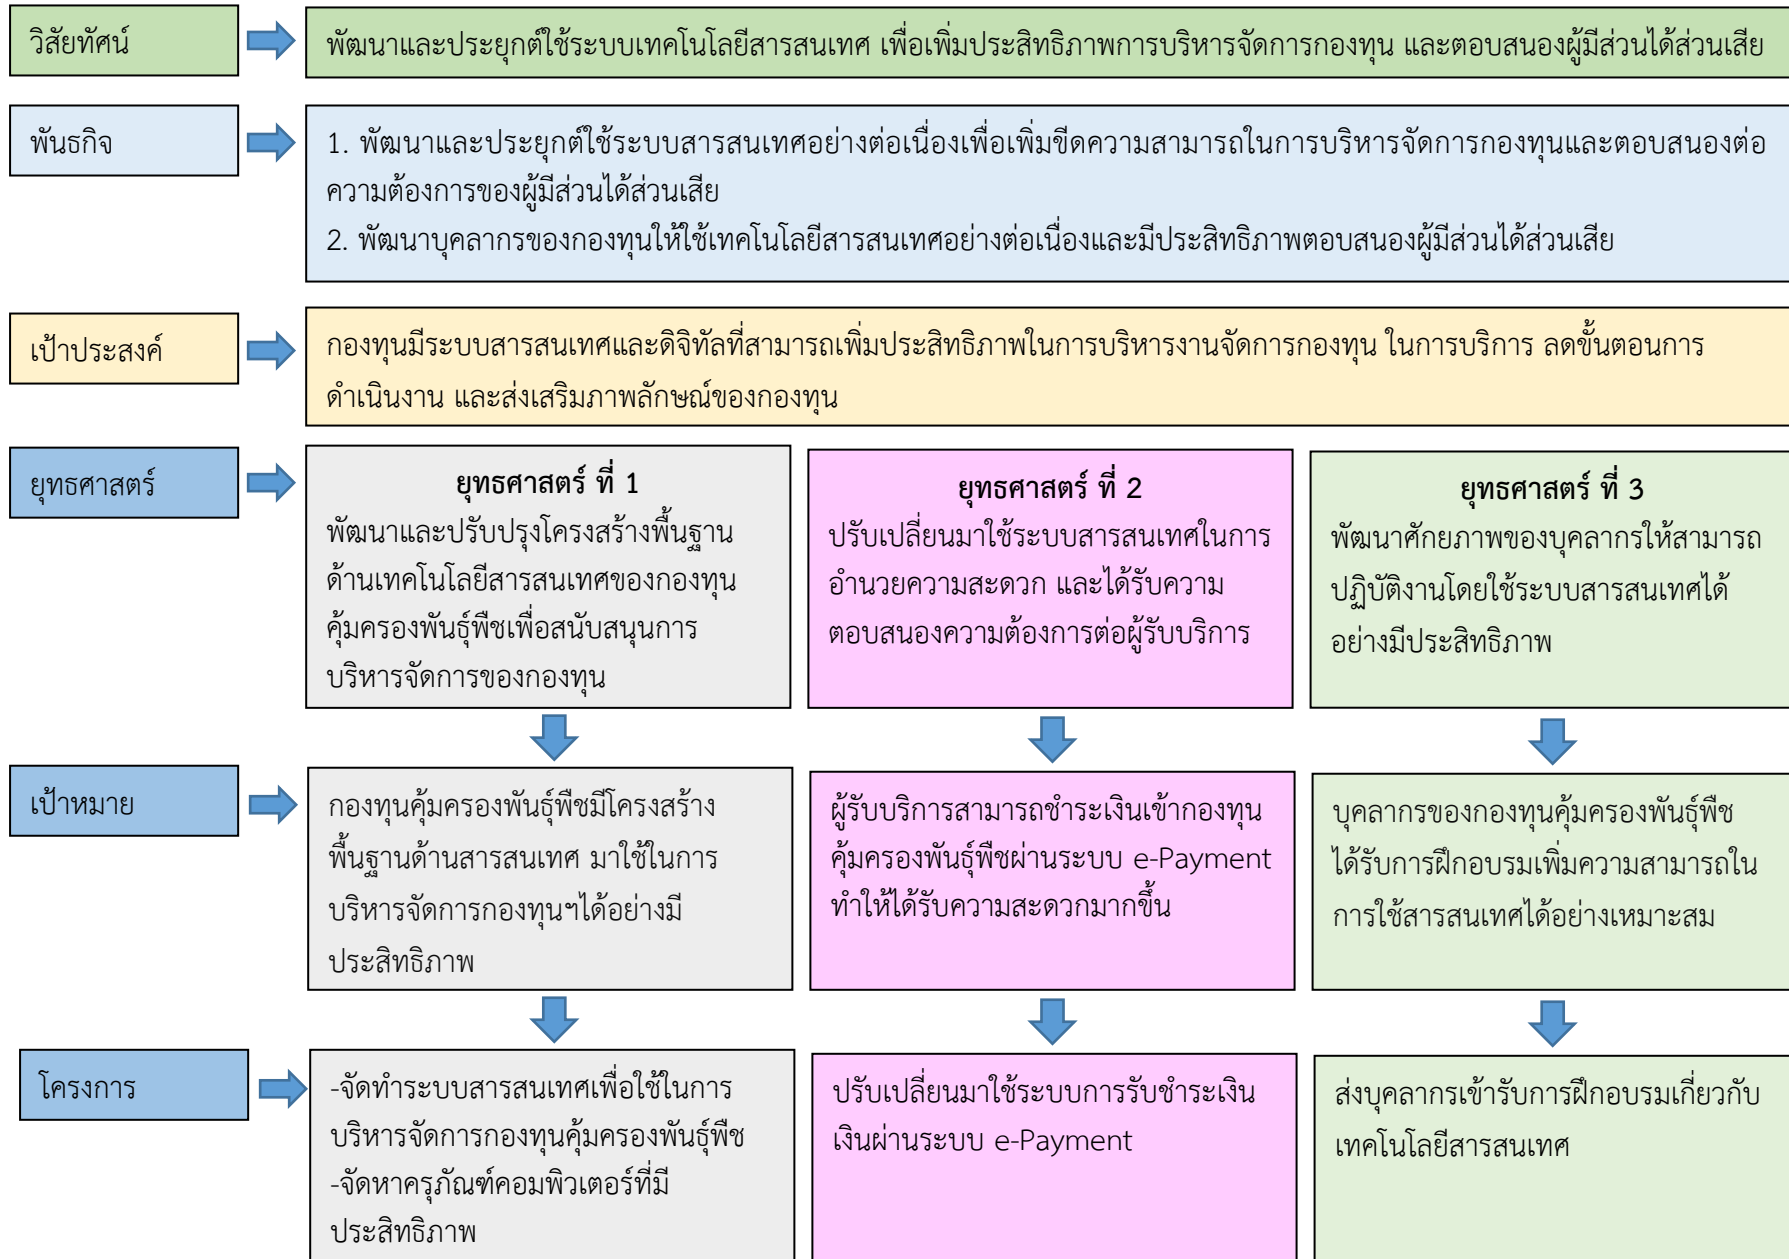 วิสัยทัศน์
พัฒนาและประยุกต์ใช้ระบบเทคโนโลยีสารสนเทศ เพื่อเพิ่มประสิทธิภาพการบริหารจัดการกองทุน และตอบสนองผู้มีส่วนได้ส่วนเสีย
พันธกิจ
1. พัฒนาและประยุกต์ใช้ระบบสารสนเทศอย่างต่อเนื่องเพื่อเพิ่มขีดความสามารถในการบริหารจัดการกองทุนและตอบสนองต่อ
ความต้องการของผู้มีส่วนได้ส่วนเสีย
2. พัฒนาบุคลากรของกองทุนให้ใช้เทคโนโลยีสารสนเทศอย่างต่อเนื่องและมีประสิทธิภาพตอบสนองผู้มีส่วนได้ส่วนเสีย
เป้าประสงค์
กองทุนมีระบบสารสนเทศและดิจิทัลที่สามารถเพิ่มประสิทธิภาพในการบริหารงานจัดการกองทุน ในการบริการ ลดขั้นตอนการ
ดำเนินงาน และส่งเสริมภาพลักษณ์ของกองทุน
ยุทธศาสตร์
ยุทธศาสตร์ ที่ 1
พัฒนาและปรับปรุงโครงสร้างพื้นฐาน
ด้านเทคโนโลยีสารสนเทศของกองทุน
คุ้มครองพันธุ์พืชเพื่อสนับสนุนการ
บริหารจัดการของกองทุน
ยุทธศาสตร์ ที่ 2
ปรับเปลี่ยนมาใช้ระบบสารสนเทศในการ
อำนวยความสะดวก และได้รับความ
ตอบสนองความต้องการต่อผู้รับบริการ
ยุทธศาสตร์ ที่ 3
พัฒนาศักยภาพของบุคลากรให้สามารถ
ปฏิบัติงานโดยใช้ระบบสารสนเทศได้
อย่างมีประสิทธิภาพ
เป้าหมาย
กองทุนคุ้มครองพันธุ์พืชมีโครงสร้าง
พื้นฐานด้านสารสนเทศ มาใช้ในการ
บริหารจัดการกองทุนฯได้อย่างมี
ประสิทธิภาพ
ผู้รับบริการสามารถชำระเงินเข้ากองทุน
คุ้มครองพันธุ์พืชผ่านระบบ e-Payment
ทำให้ได้รับความสะดวกมากขึ้น
บุคลากรของกองทุนคุ้มครองพันธุ์พืช
ได้รับการฝึกอบรมเพิ่มความสามารถใน
การใช้สารสนเทศได้อย่างเหมาะสม
โครงการ
-จัดทำระบบสารสนเทศเพื่อใช้ในการ
บริหารจัดการกองทุนคุ้มครองพันธุ์พืช
-จัดหาครุภัณฑ์คอมพิวเตอร์ที่มี
ประสิทธิภาพ
ปรับเปลี่ยนมาใช้ระบบการรับชำระเงิน
เงินผ่านระบบ e-Payment
ส่งบุคลากรเข้ารับการฝึกอบรมเกี่ยวกับ
เทคโนโลยีสารสนเทศ